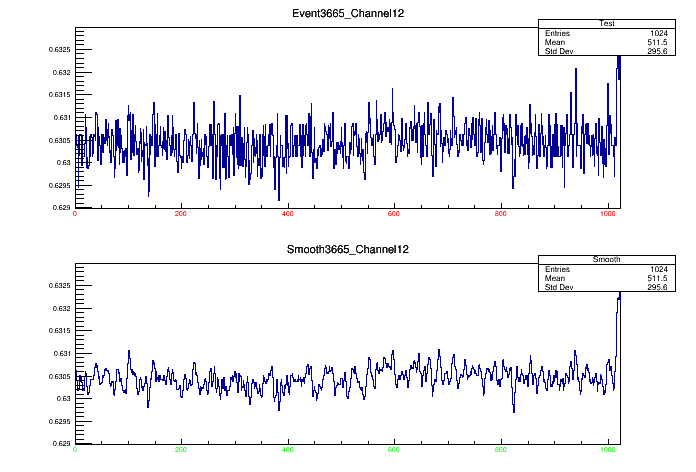 Event3665_Channel12
Test
Entries 1024
Mean 511.5
Std Dev 295.6
0.6325
0.632
0.6315
0.631
0.6305
0.63
0.6295
0.629
0 200 400 600 800 1000
Smooth3665_Channel12
Smooth
Entries 1024
Mean 511.5
Std Dev 295.6
0.6325
0.632
0.6315
0.631
0.6305
0.63
0.6295
0.629
0 200 400 600 800 1000